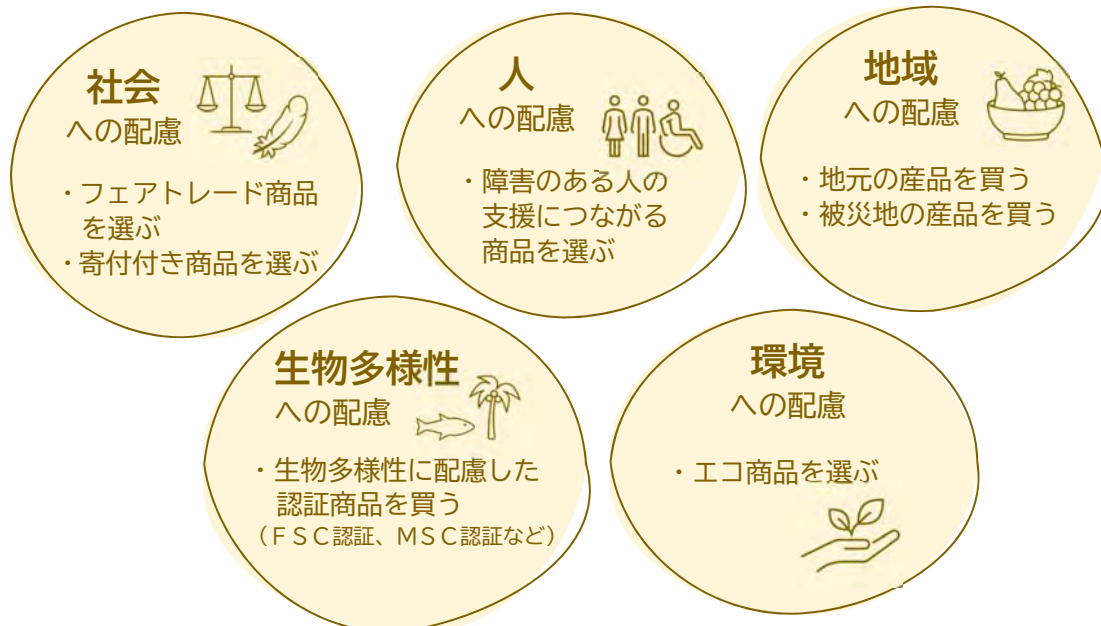 社会
への配慮
・フェアトレード商品
を選ぶ
・寄付付き商品を選ぶ
人
への配慮
・障害のある人の
支援につながる
商品を選ぶ
地域
への配慮
・地元の産品を買う
・被災地の産品を買う
生物多様性
への配慮
・生物多様性に配慮した
認証商品を買う
（ＦＳＣ認証、ＭＳＣ認証など）
環境
への配慮
・エコ商品を選ぶ